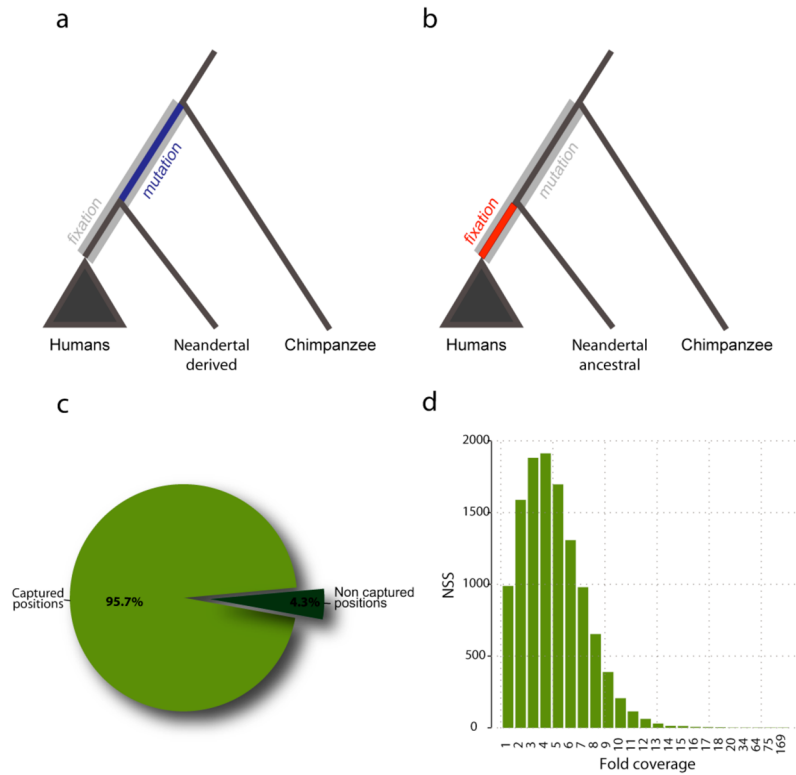 a
fixation
mutation
Humans
Neandertal
derived
Chimpanzee
b
fixation
mutation
Humans
Neandertal
ancestral
Chimpanzee
c
Captured
positions
95.7%
4.3%
Non captured
positions
d
2000
1500
1000
500
0
NSS
1 2 3 4 5 6 7 8 9 10 11 12 13 14 15 16 17 18 20 34 64 75 169
Fold coverage